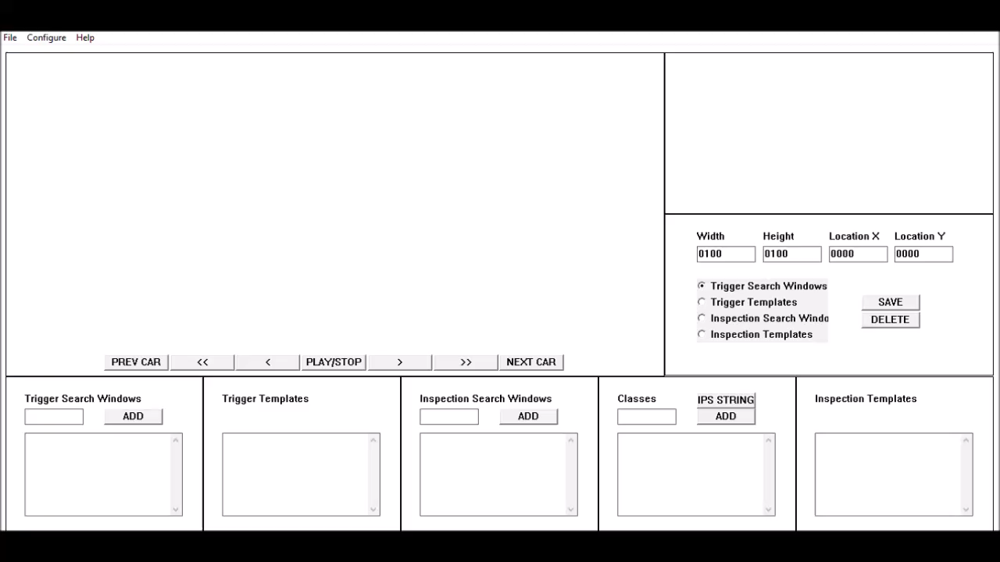 File Configure Help
Width Height Location X Location Y
0100 0100 0000 0000
Trigger Search Windows
Trigger Templates
Inspection Search Windo
Inspection Templates
SAVE
DELETE
PREV CAR << < PLAY/STOP > >> NEXT CAR
Trigger Search Windows
ADD
Trigger Templates
Inspection Search Windows
ADD
Classes
IPS STRING
ADD
Inspection Templates